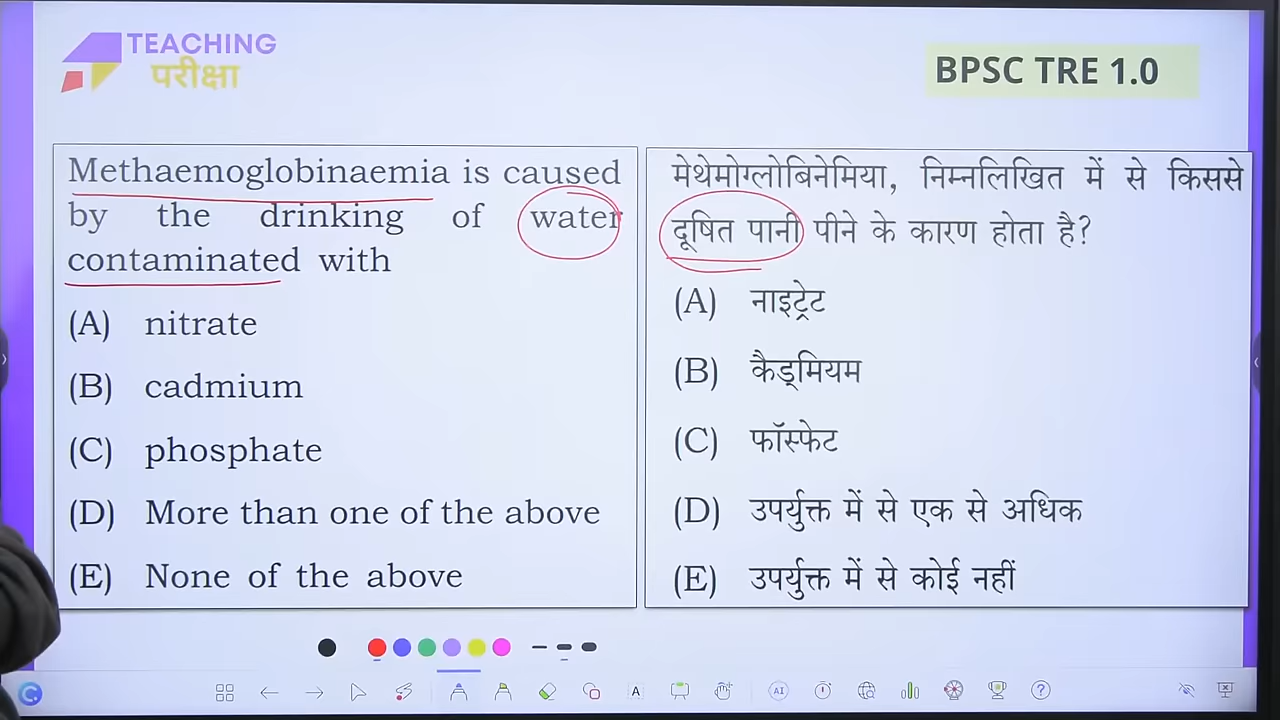 TEACHING
परीक्षा
BPSC TRE 1.0
Methaemoglobinaemia is caused
by the drinking of water
contaminated with
(A) nitrate
(B) cadmium
(C) phosphate
(D) More than one of the above
(E) None of the above
मेथेमोग्लोबिनेमिया, निम्नलिखित में से किससे
दूषित पानी पीने के कारण होता है?
(A) नाइट्रेट
(B) कैड्मियम
(C) फॉस्फेट
(D) उपर्युक्त में से एक से अधिक
(E) उपर्युक्त में से कोई नहीं
A
AI
?